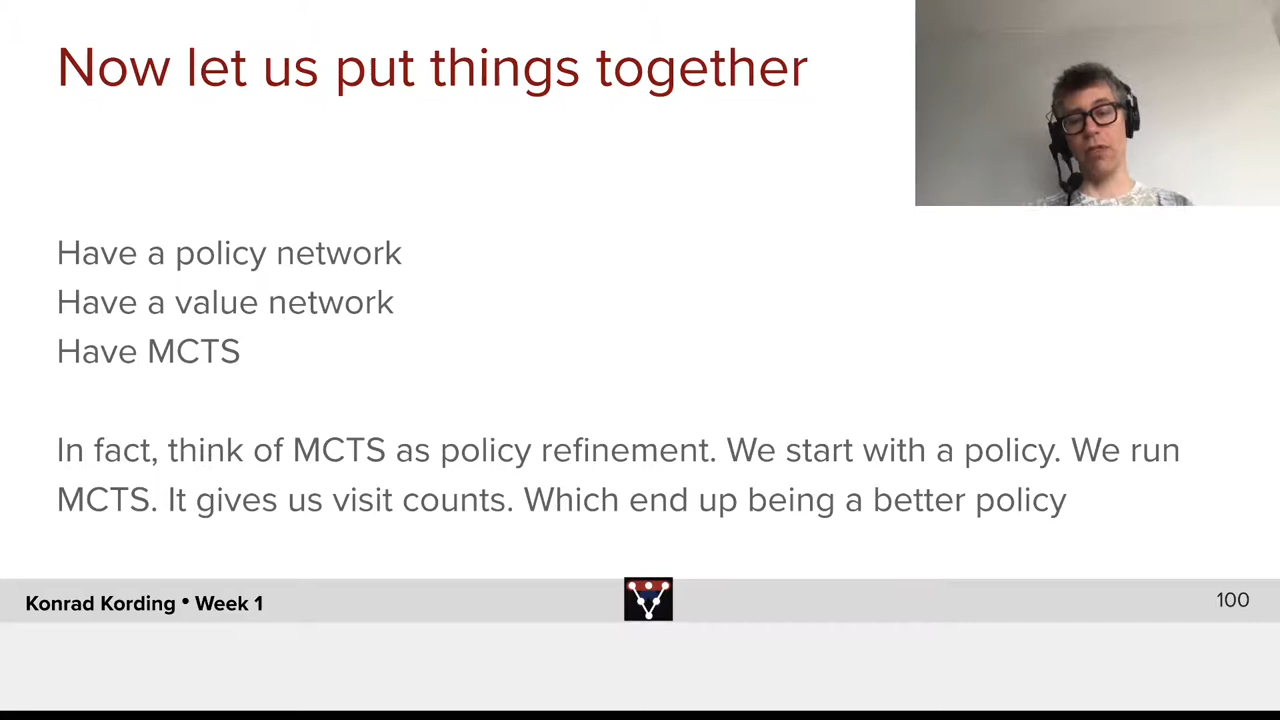 Now let us put things together
Have a policy network
Have a value network
Have MCTS
In fact, think of MCTS as policy refinement. We start with a policy. We run
MCTS. It gives us visit counts. Which end up being a better policy
Konrad Kording • Week 1
100